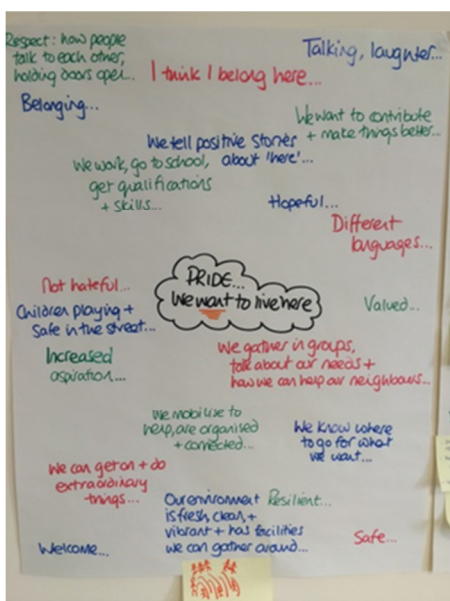 Respect: how people
talk to each other,
holding doors open...
Talking, laughter...
I think I belong here...
Belonging...
We want to contribute
+ make things better...
We tell positive stories
about 'here'...
We work, go to school,
get qualifications
+ skills...
Hopeful...
Different
languages...
PRIDE...
We want to live here
Not hateful...
Children playing +
safe in the street...
Valued...
Increased
aspiration...
We gather in groups,
talk about our needs +
how we can help our neighbours...
We mobilise to
help, are organised
+ connected...
We know where
to go for what
we want...
We can get on + do
extraordinary
things...
Our environment
is fresh, clean, +
vibrant + has facilities
we can gather around...
Resilient...
Safe...
Welcome...